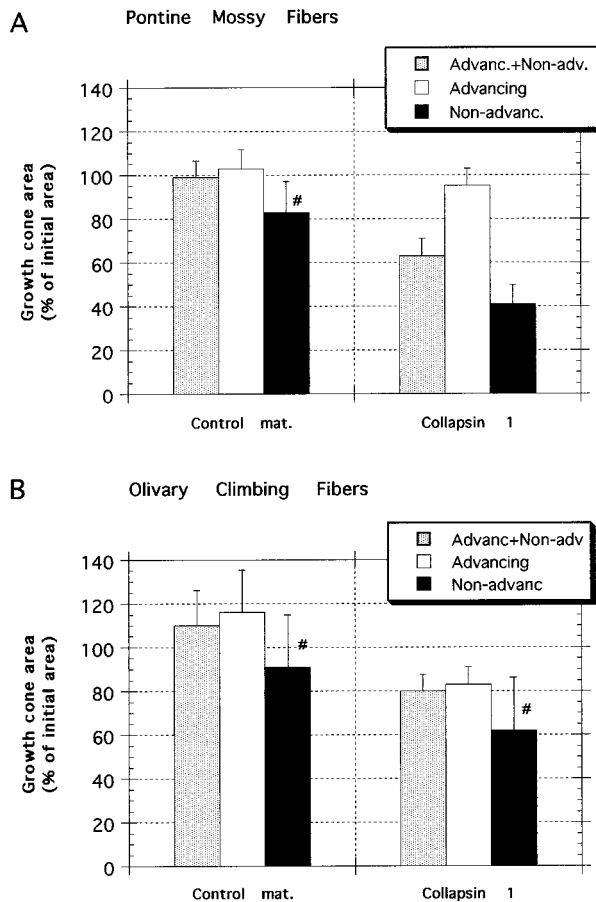 A
Pontine Mossy Fibers
Advanc.+Non-adv.
Advancing
Non-advanc.
Growth cone area
(% of initial area)
140
120
100
80
60
40
20
0
#
Control mat.
Collapsin 1
B
Olivary Climbing Fibers
Advanc+Non-adv
Advancing
Non-advanc
Growth cone area
(% of initial area)
140
120
100
80
60
40
20
0
#
#
Control mat.
Collapsin 1